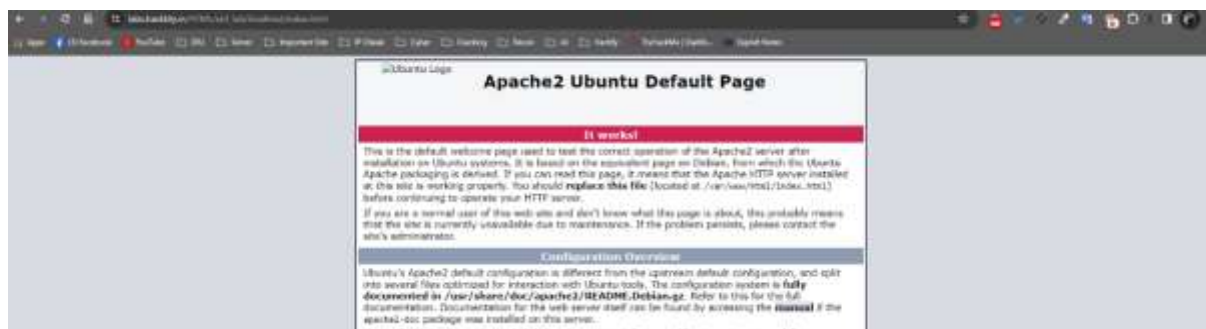 Facebook YouTube
Ubuntu Logo
Apache2 Ubuntu Default Page
It works!
This is the default welcome page used to test the correct operation of the Apache2 server after
installation on Ubuntu systems. It is based on the equivalent page on Debian, from which the Ubuntu
Apache packaging is derived. If you can read this page, it means that the Apache HTTP server installed
at this site is working properly. You should replace this file (located at /var/www/html/index.html)
before continuing to operate your HTTP server.
If you are a normal user of this web site and don't know what this page is about, this probably means
that the site is currently unavailable due to maintenance. If the problem persists, please contact the
site's administrator.
Configuration Overview
Ubuntu's Apache2 default configuration is different from the upstream default configuration, and split
into several files optimized for interaction with Ubuntu tools. The configuration system is fully
documented in /usr/share/doc/apache2/README.Debian.gz. Refer to this for the full
documentation. Documentation for the web server itself can be found by accessing the manual if the
apache2-doc package was installed on this server.